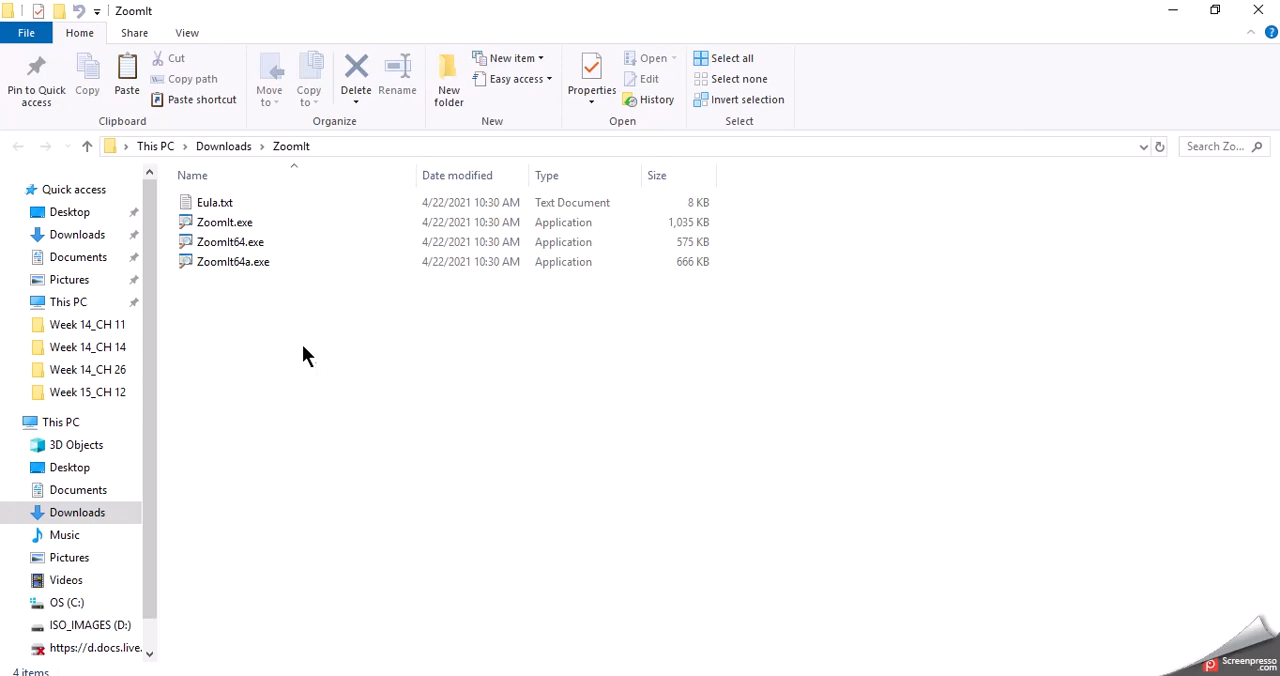 ZoomIt
File Home Share View
Pin to Quick access
Copy
Paste
Cut
Copy path
Paste shortcut
Clipboard
Move to
Copy to
Delete
Rename
Organize
New folder
New item
Easy access
New
Properties
Open
Edit
History
Open
Select all
Select none
Invert selection
Select
This PC › Downloads › ZoomIt
Search Zo...
Name Date modified Type Size
Eula.txt 4/22/2021 10:30 AM Text Document 8 KB
ZoomIt.exe 4/22/2021 10:30 AM Application 1,035 KB
ZoomIt64.exe 4/22/2021 10:30 AM Application 575 KB
ZoomIt64a.exe 4/22/2021 10:30 AM Application 666 KB
Quick access
Desktop
Downloads
Documents
Pictures
This PC
Week 14_CH 11
Week 14_CH 14
Week 14_CH 26
Week 15_CH 12
This PC
3D Objects
Desktop
Documents
Downloads
Music
Pictures
Videos
OS (C:)
ISO_IMAGES (D:)
https://d.docs.live.
4 items
Screenpresso
.com